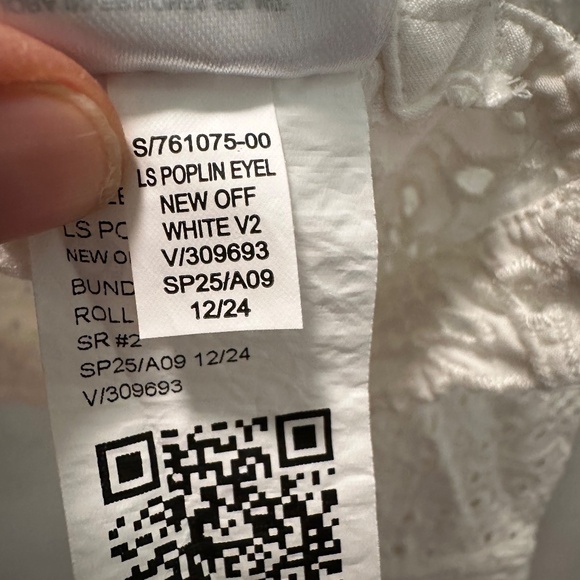 S/761075-00
LS POPLIN EYEL
NEW OFF
WHITE V2
V/309693
SP25/A09
12/24
LS PO
NEW O
BUND
ROLL
SR #2
SP25/A09 12/24
V/309693